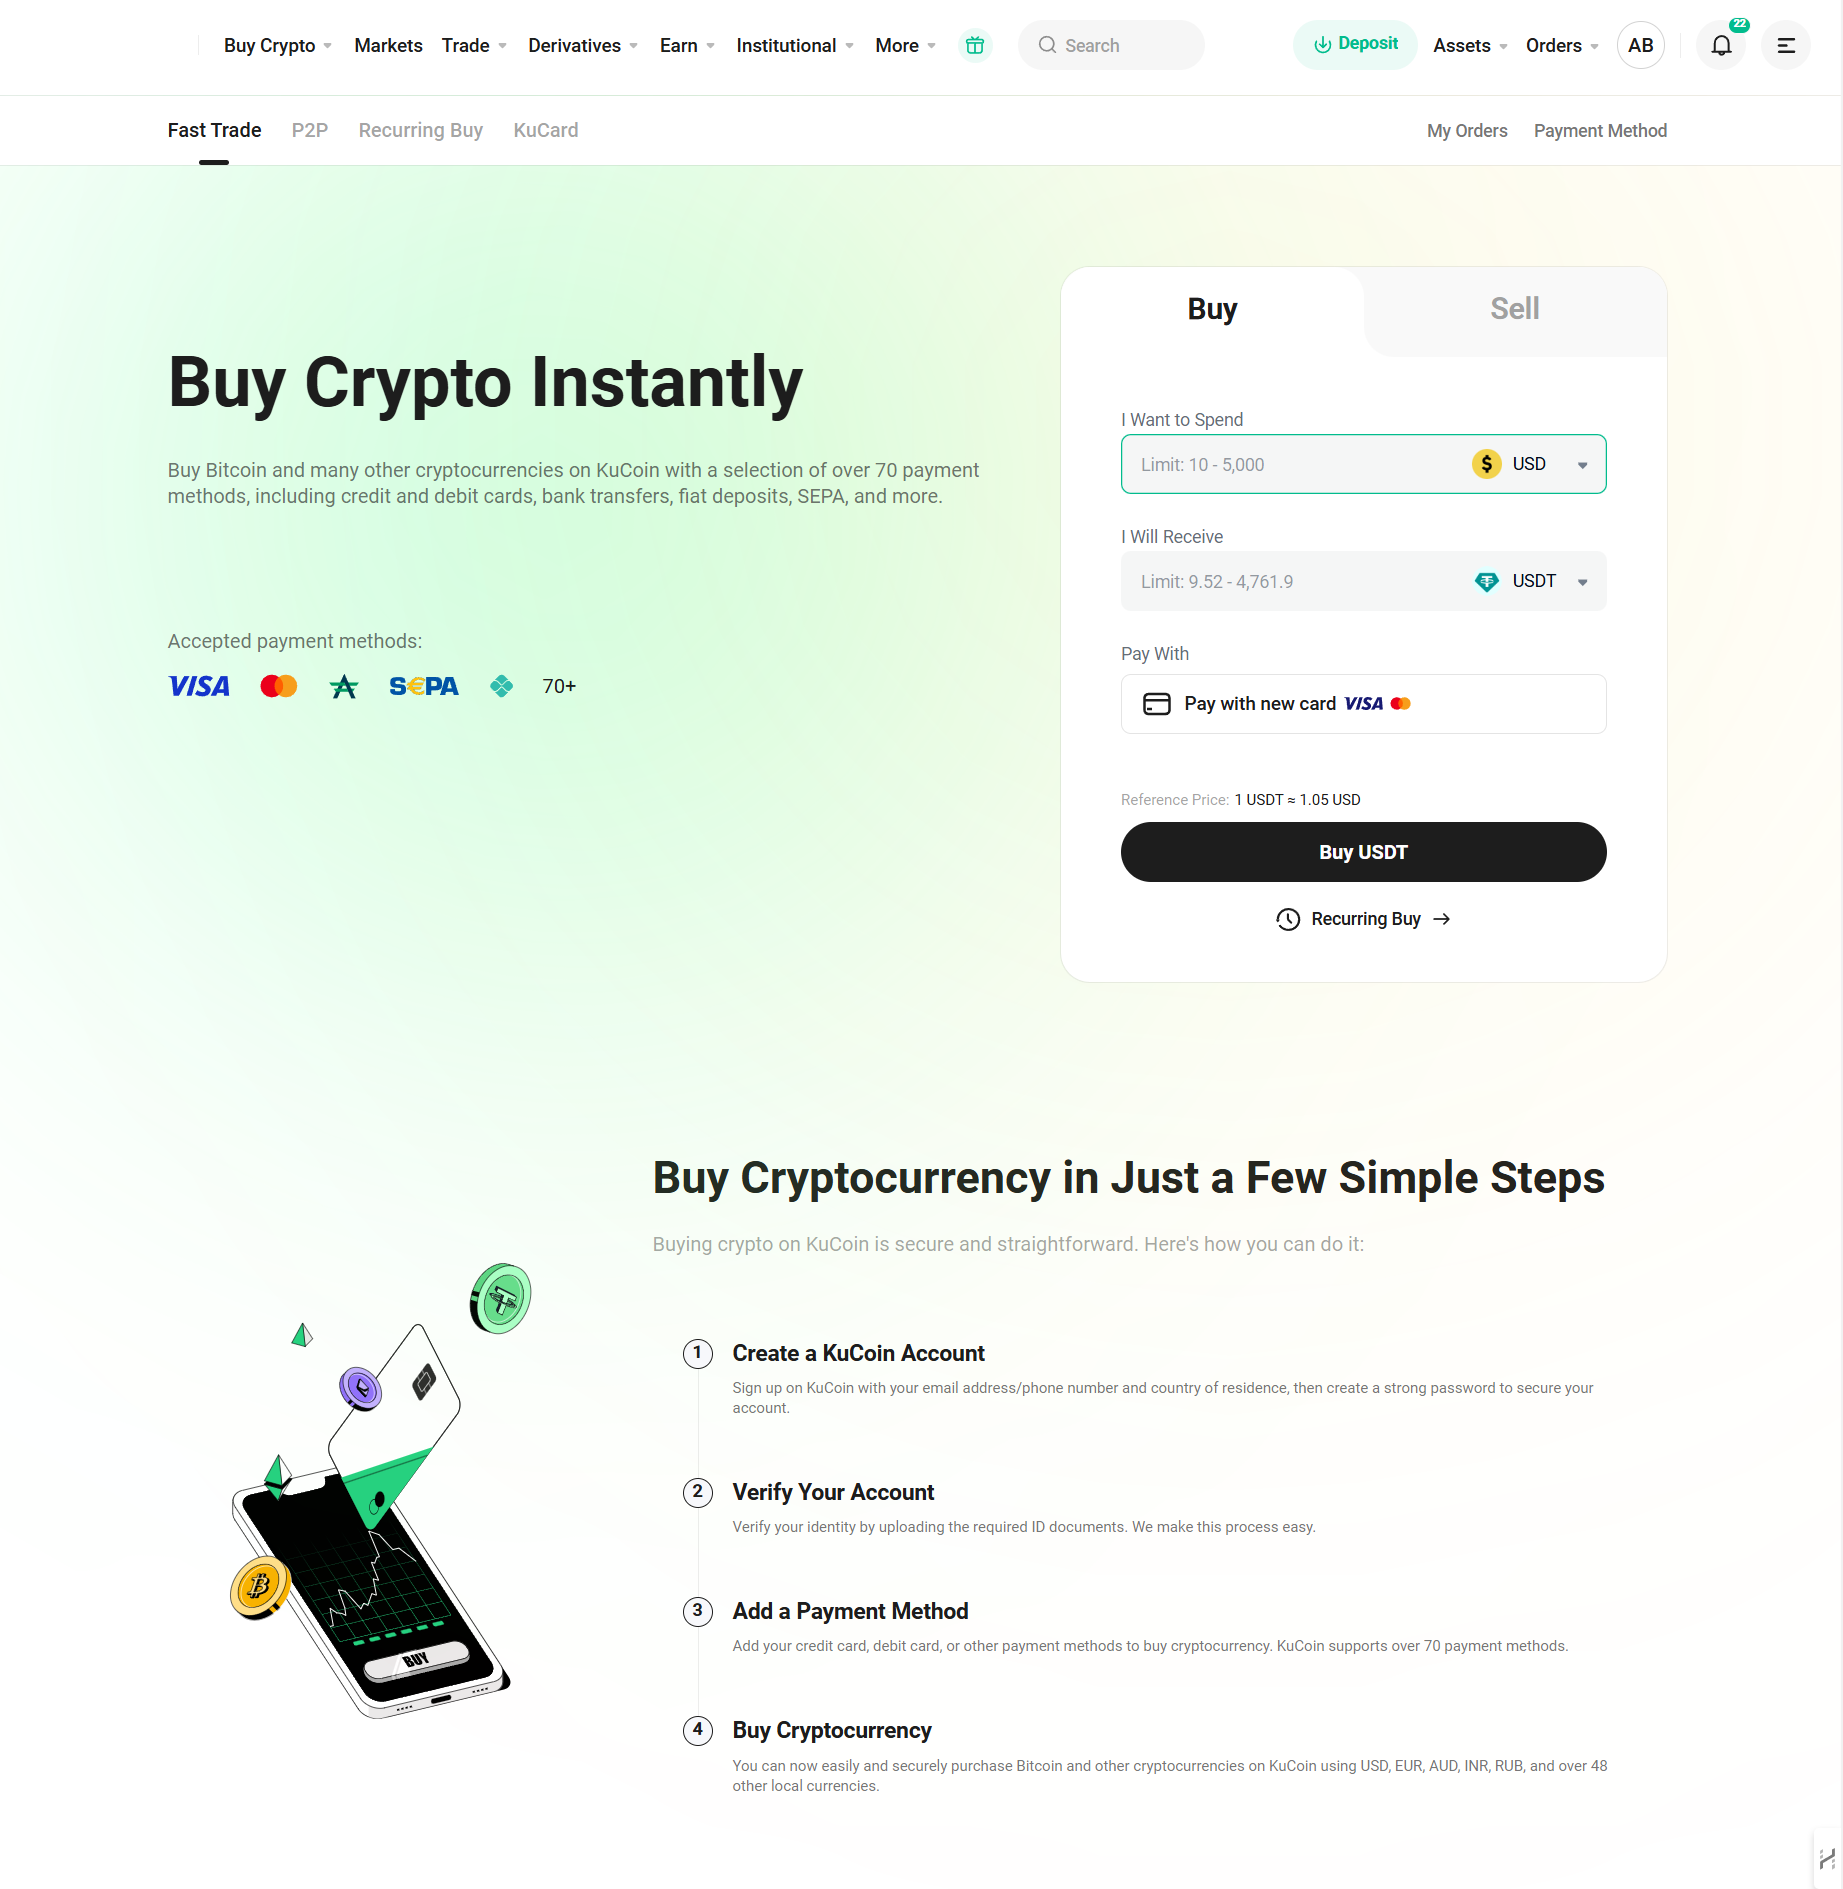 Buy Crypto Markets Trade Derivatives Earn Institutional More Search Deposit Assets Orders AB 22
Fast Trade P2P Recurring Buy KuCard My Orders Payment Method
Buy Sell
Buy Crypto Instantly
Buy Bitcoin and many other cryptocurrencies on KuCoin with a selection of over 70 payment
methods, including credit and debit cards, bank transfers, fiat deposits, SEPA, and more.
Accepted payment methods:
VISA SEPA 70+
I Want to Spend
Limit: 10 - 5,000 $ USD
I Will Receive
Limit: 9.52 - 4,761.9 USDT
Pay With
Pay with new card VISA
Reference Price: 1 USDT ≈ 1.05 USD
Buy USDT
Recurring Buy →
Buy Cryptocurrency in Just a Few Simple Steps
Buying crypto on KuCoin is secure and straightforward. Here's how you can do it:
1 Create a KuCoin Account
Sign up on KuCoin with your email address/phone number and country of residence, then create a strong password to secure your
account.
2 Verify Your Account
Verify your identity by uploading the required ID documents. We make this process easy.
3 Add a Payment Method
Add your credit card, debit card, or other payment methods to buy cryptocurrency. KuCoin supports over 70 payment methods.
BUY
4 Buy Cryptocurrency
You can now easily and securely purchase Bitcoin and other cryptocurrencies on KuCoin using USD, EUR, AUD, INR, RUB, and over 48
other local currencies.